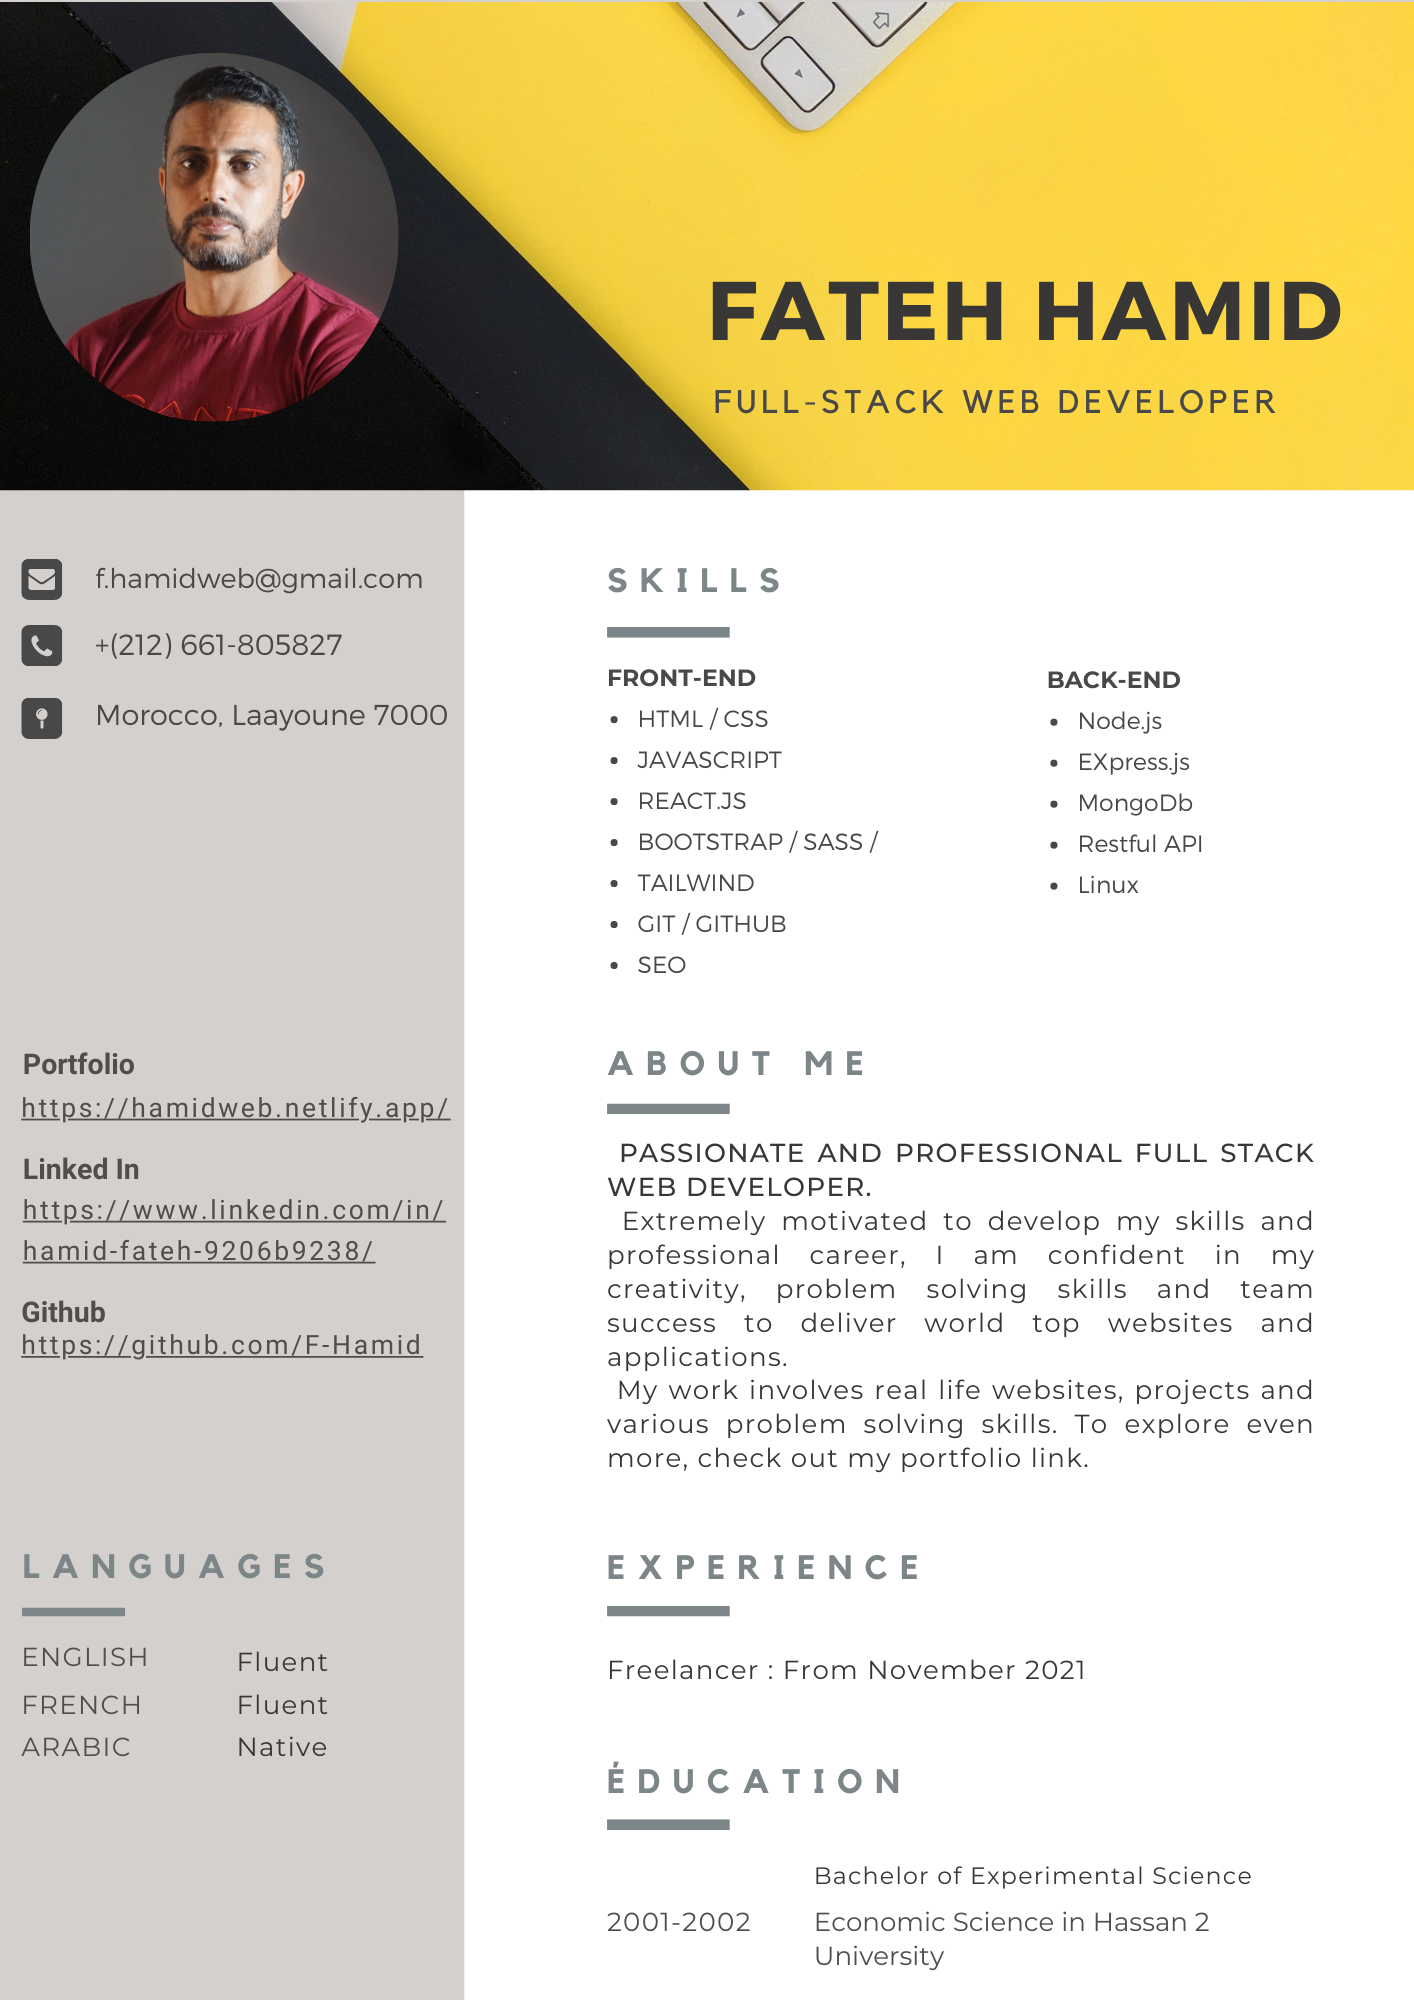 FATEH HAMID
FULL-STACK WEB DEVELOPER
f.hamidweb@gmail.com
+(212) 661-805827
Morocco, Laayoune 7000
Portfolio
https://hamidweb.netlify.app/
Linked In
https://www.linkedin.com/in/
hamid-fateh-9206b9238/
Github
https://github.com/F-Hamid
LANGUAGES
ENGLISH Fluent
FRENCH Fluent
ARABIC Native
SKILLS
FRONT-END
• HTML / CSS
• JAVASCRIPT
• REACT.JS
• BOOTSTRAP / SASS /
• TAILWIND
• GIT / GITHUB
• SEO
BACK-END
• Node.js
• EXpress.js
• MongoDb
• Restful API
• Linux
ABOUT ME
PASSIONATE AND PROFESSIONAL FULL STACK
WEB DEVELOPER.
Extremely motivated to develop my skills and
professional career, I am confident in my
creativity, problem solving skills and team
success to deliver world top websites and
applications.
My work involves real life websites, projects and
various problem solving skills. To explore even
more, check out my portfolio link.
EXPERIENCE
Freelancer : From November 2021
ÉDUCATION
Bachelor of Experimental Science
2001-2002 Economic Science in Hassan 2
University